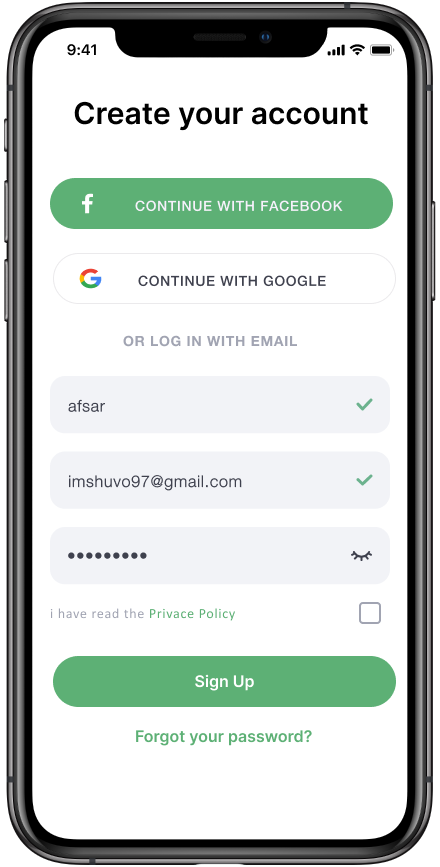 9:41
Create your account
CONTINUE WITH FACEBOOK
CONTINUE WITH GOOGLE
OR LOG IN WITH EMAIL
afsar
imshuvo97@gmail.com
•••••••••
i have read the Privace Policy
Sign Up
Forgot your password?